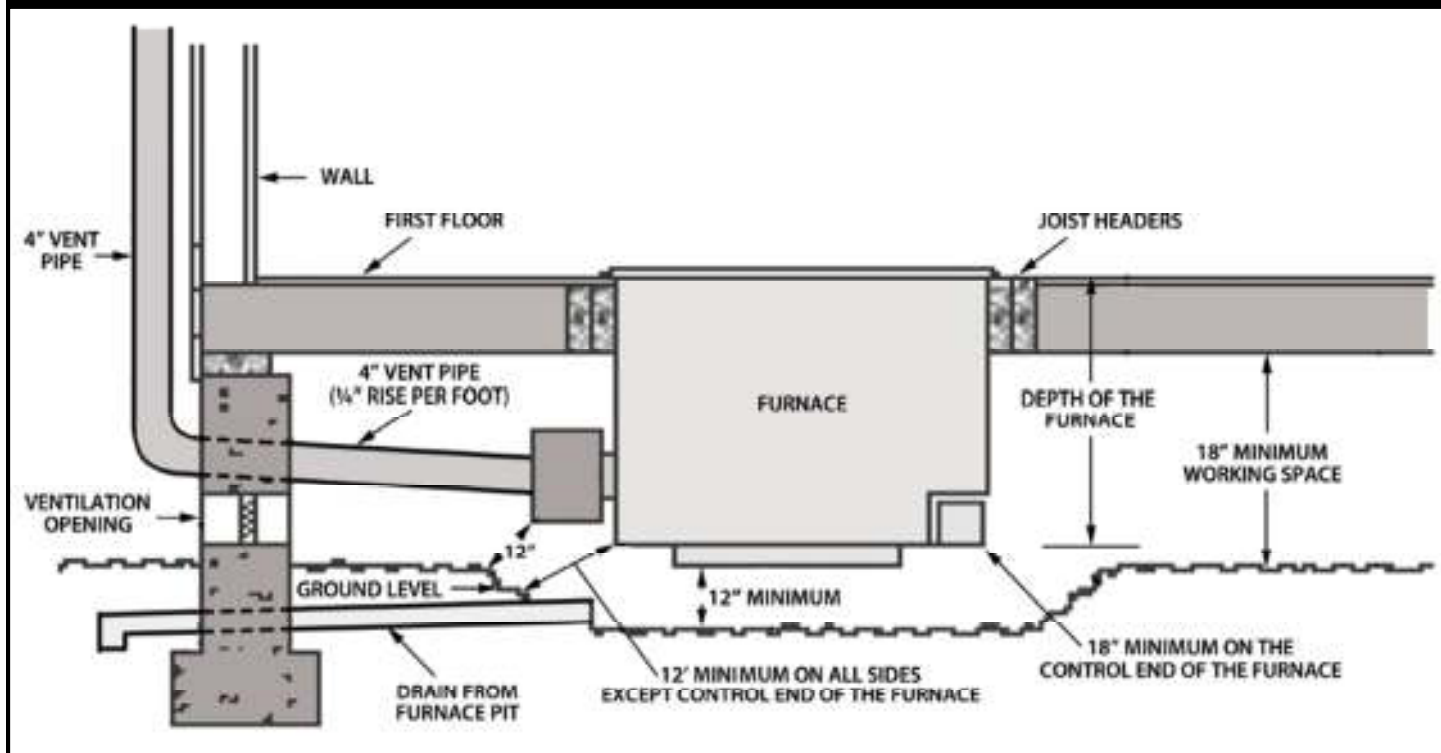 WALL
FIRST FLOOR
JOIST HEADERS
4" VENT
PIPE
4" VENT PIPE
(¼" RISE PER FOOT)
FURNACE
DEPTH OF THE
FURNACE
18" MINIMUM
WORKING SPACE
VENTILATION
OPENING
12"
GROUND LEVEL
12" MINIMUM
18" MINIMUM ON THE
CONTROL END OF THE FURNACE
12' MINIMUM ON ALL SIDES
EXCEPT CONTROL END OF THE FURNACE
DRAIN FROM
FURNACE PIT